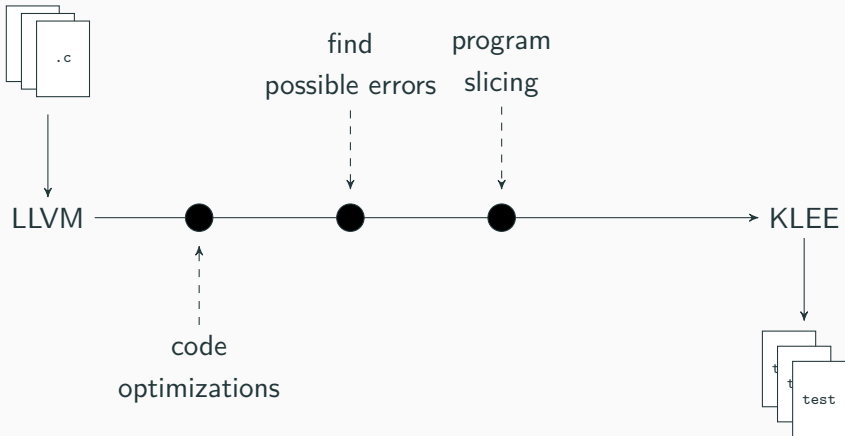 .c
find
possible errors
program
slicing
LLVM
KLEE
code
optimizations
t
t
test